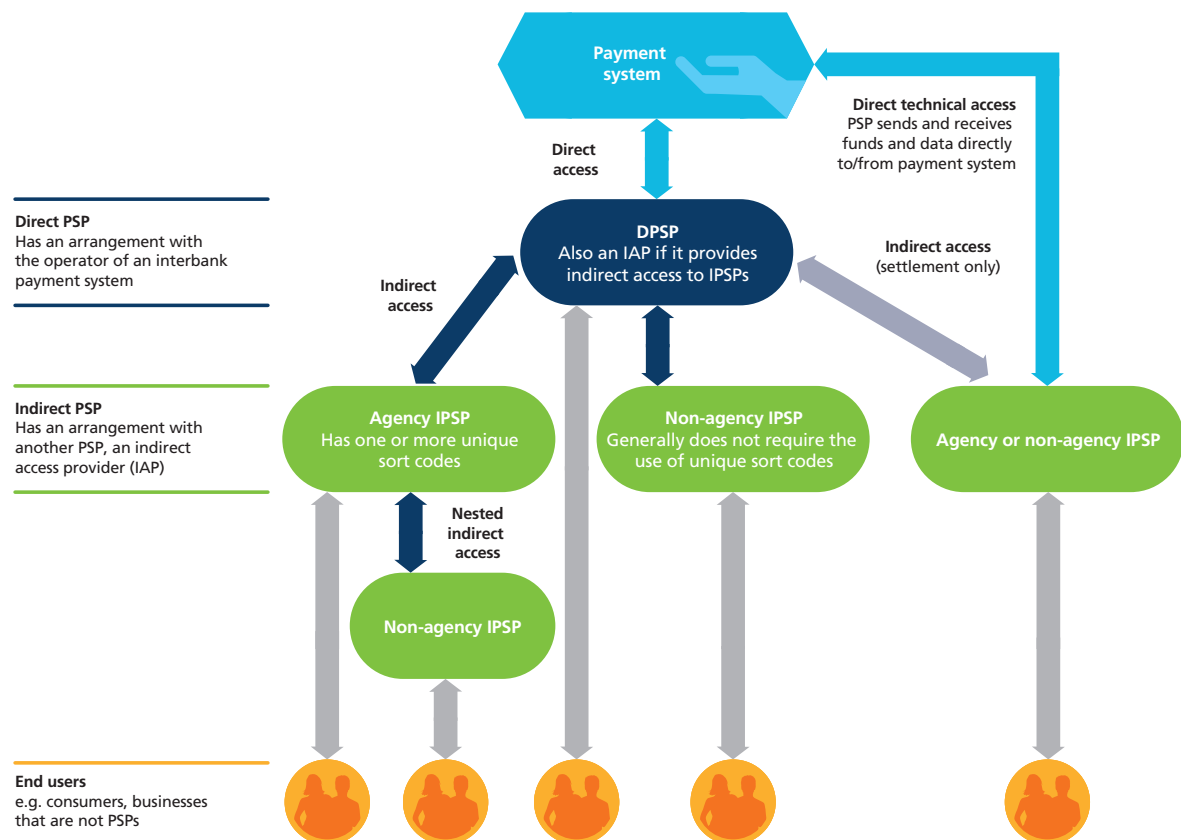 Payment
system
Direct technical access
PSP sends and receives
funds and data directly
to/from payment system
Direct
access
Direct PSP
Has an arrangement with
the operator of an interbank
payment system
DPSP
Also an IAP if it provides
indirect access to IPSPs
Indirect access
(settlement only)
Indirect
access
Indirect PSP
Has an arrangement with
another PSP, an indirect
access provider (IAP)
Agency IPSP
Has one or more unique
sort codes
Non-agency IPSP
Generally does not require the
use of unique sort codes
Agency or non-agency IPSP
Nested
indirect
access
Non-agency IPSP
End users
e.g. consumers, businesses
that are not PSPs